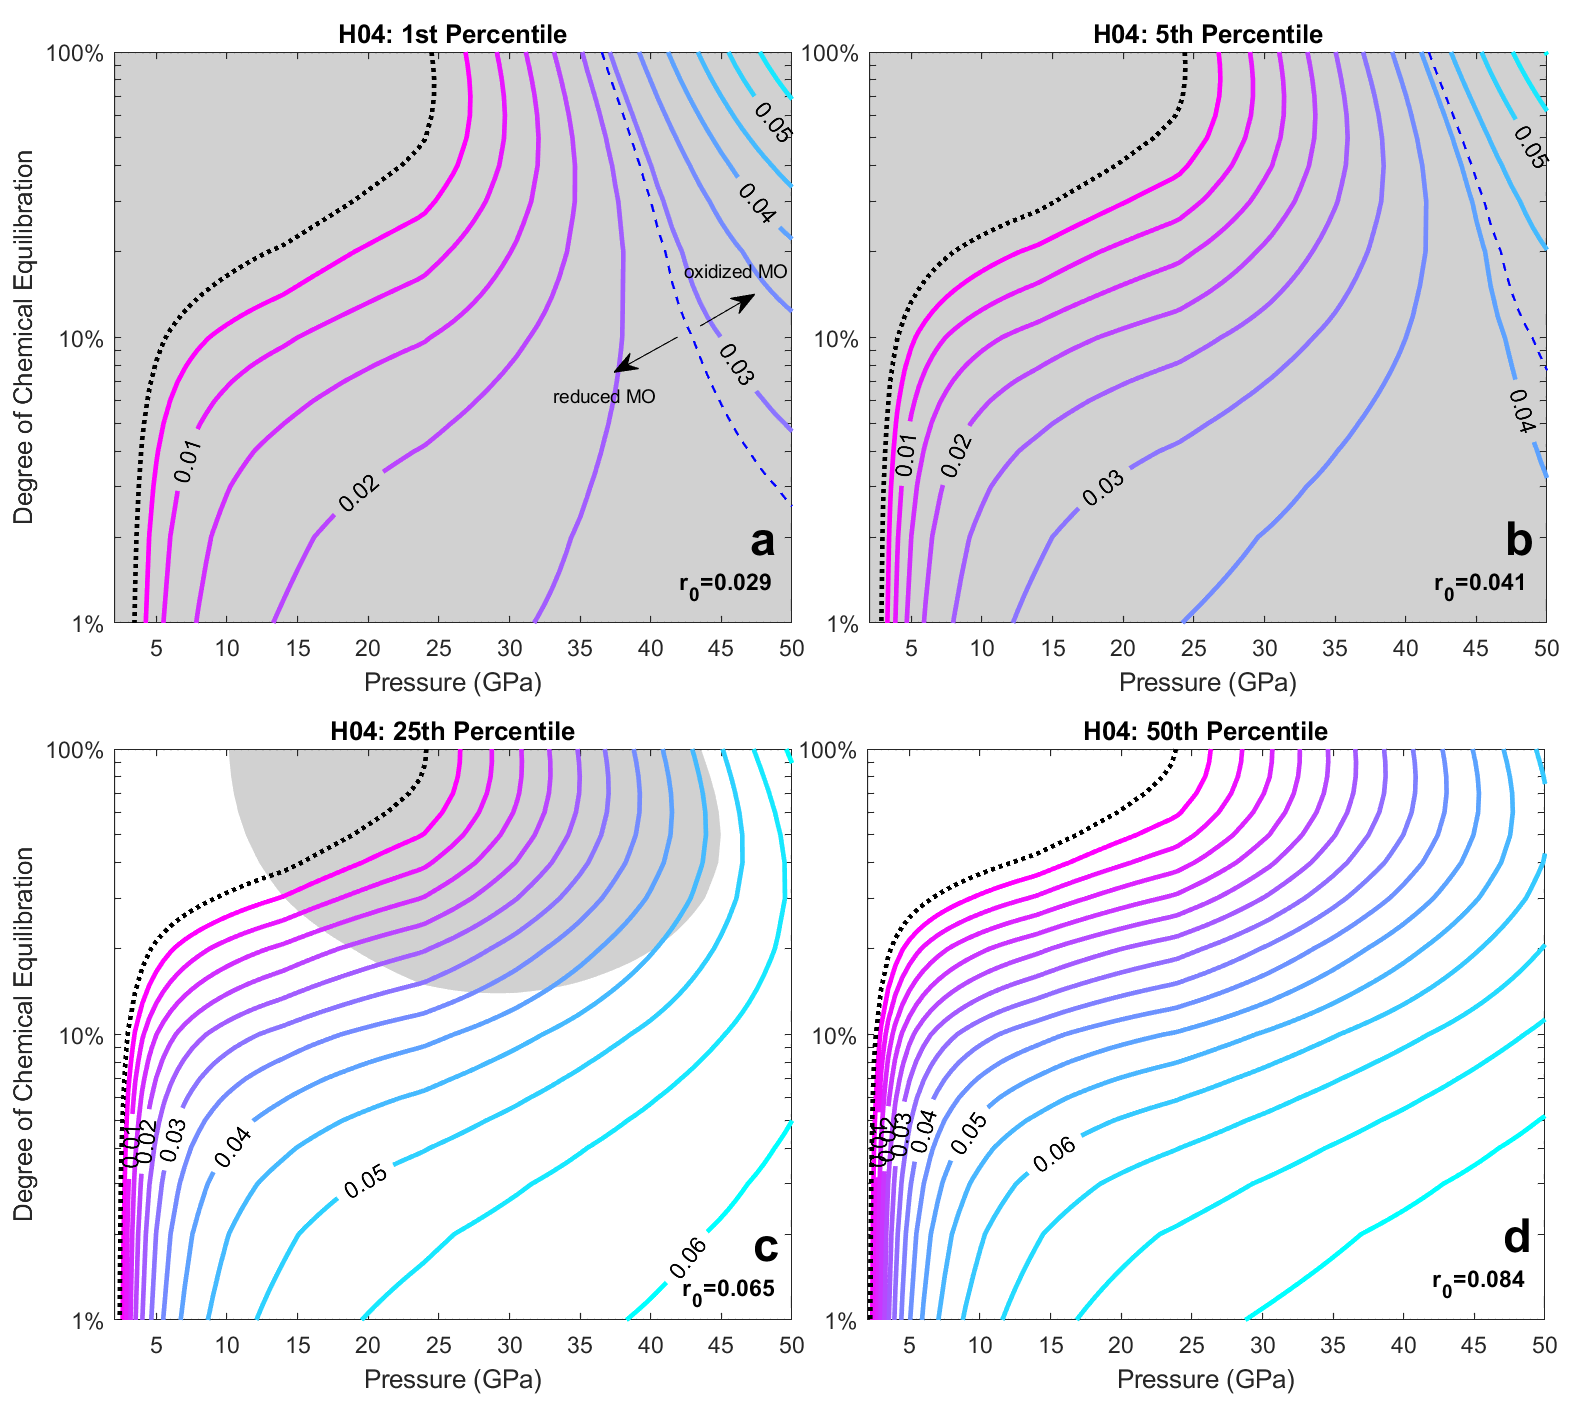 H04: 1st Percentile
100%
10%
1%
Degree of Chemical Equilibration
0.05
0.04
oxidized MO
0.03
reduced MO
0.01
0.02
a
r0=0.029
5 10 15 20 25 30 35 40 45 50
Pressure (GPa)
H04: 5th Percentile
100%
10%
1%
0.05
0.04
0.01
0.02
0.03
b
r0=0.041
5 10 15 20 25 30 35 40 45 50
Pressure (GPa)
H04: 25th Percentile
100%
10%
1%
Degree of Chemical Equilibration
0.01
0.02
0.03
0.04
0.05
0.06
c
r0=0.065
5 10 15 20 25 30 35 40 45 50
Pressure (GPa)
H04: 50th Percentile
100%
10%
1%
0.01
0.02
0.03
0.04
0.05
0.06
d
r0=0.084
5 10 15 20 25 30 35 40 45 50
Pressure (GPa)